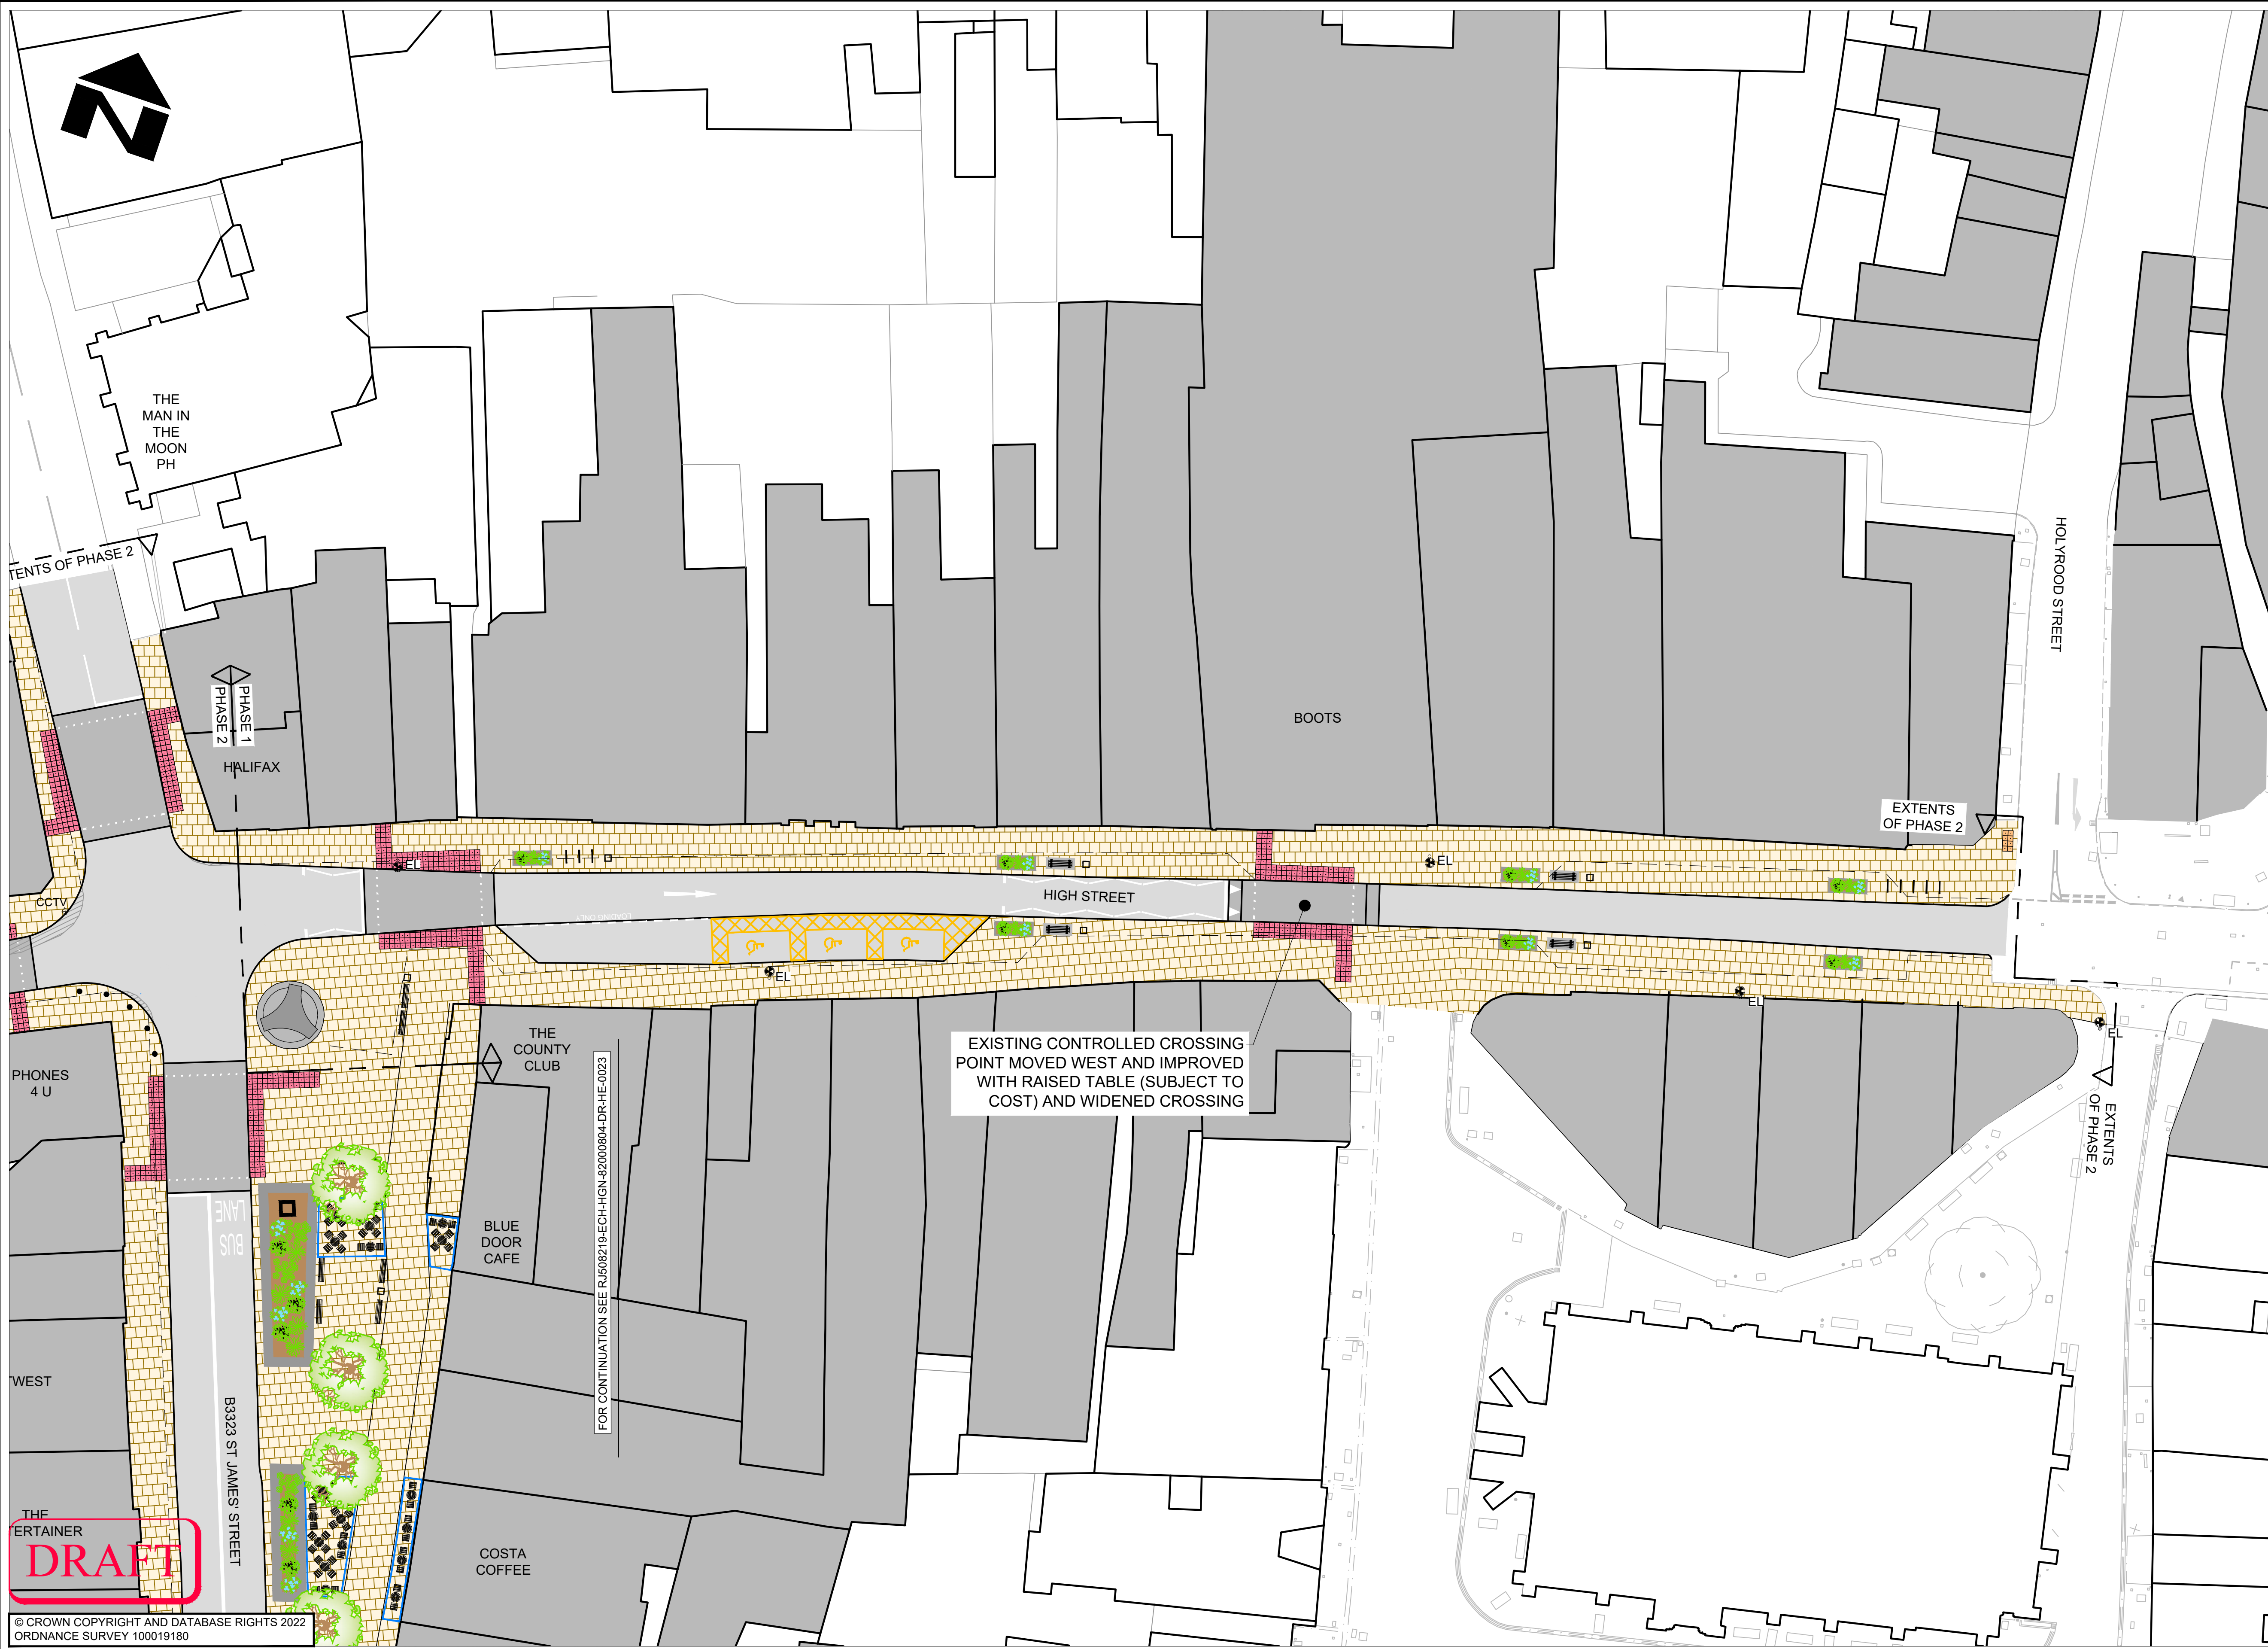 THE
MAN IN
THE
MOON
PH
TENTS OF PHASE 2
PHASE 1
PHASE 2
HALIFAX
BOOTS
HOLYROOD STREET
EXTENTS
OF PHASE 2
EL
EL
CCTV
HIGH STREET
LOADING ONLY
EL
EL
EL
THE
COUNTY
CLUB
EXISTING CONTROLLED CROSSING
POINT MOVED WEST AND IMPROVED
WITH RAISED TABLE (SUBJECT TO
COST) AND WIDENED CROSSING
FOR CONTINUATION SEE RJ508219-ECH-HGN-82000804-DR-HE-0023
PHONES
4 U
EXTENTS
OF PHASE 2
BUS
LANE
BLUE
DOOR
CAFE
TWEST
B3323 ST JAMES' STREET
THE
TERTAINER
DRAFT
COSTA
COFFEE
© CROWN COPYRIGHT AND DATABASE RIGHTS 2022
ORDNANCE SURVEY 100019180